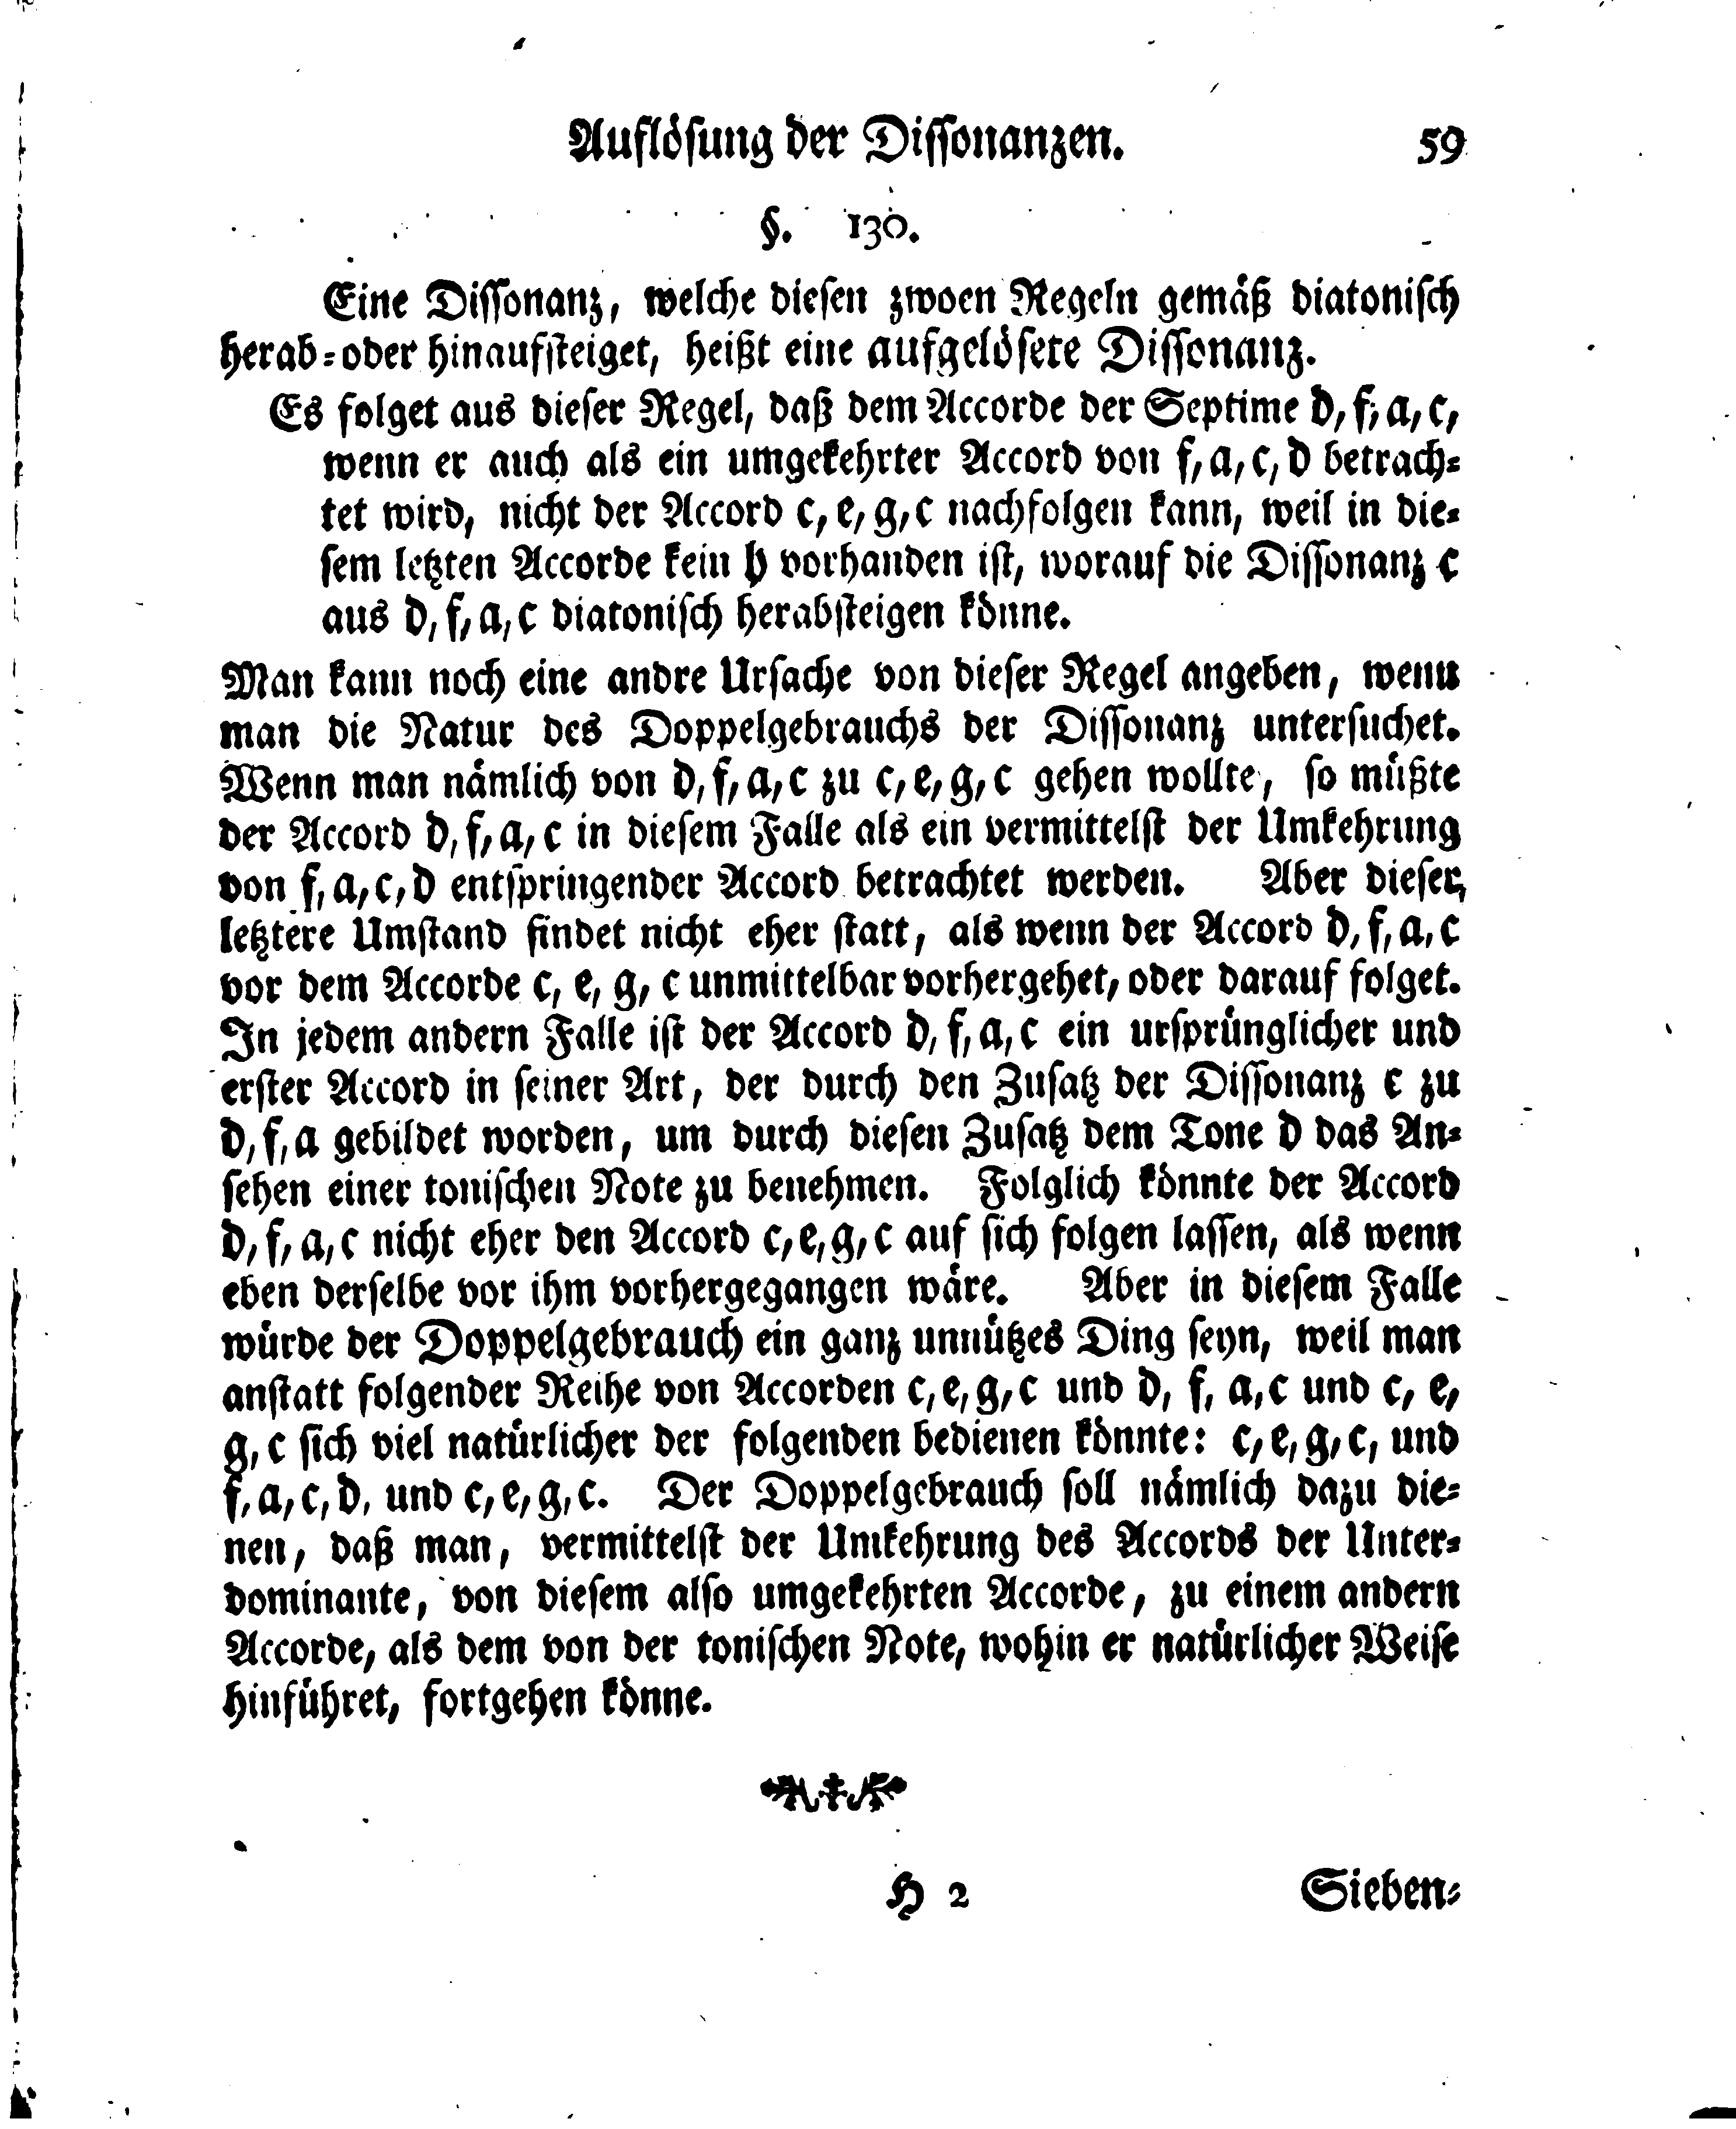 Auflösung der Dissonanzen. 59
§. 130.
Eine Dissonanz, welche diesen zwoen Regeln gemäß diatonisch
herab-oder hinaufsteiget, heißt eine aufgelösete Dissonanz.
Es folget aus dieser Regel, daß dem Accorde der Septime d, f, a, c,
wenn er auch als ein umgekehrter Accord von f, a, c, d betrach-
tet wird, nicht der Accord c, e, g, c nachfolgen kann, weil in die-
sem letzten Accorde kein h vorhanden ist, worauf die Dissonanz c
aus d, f, a, c diatonisch herabsteigen könne.
Man kann noch eine andre Ursache von dieser Regel angeben, wenn
man die Natur des Doppelgebrauchs der Dissonanz untersuchet.
Wenn man nämlich von d, f, a, c zu c, e, g, c gehen wollte, so müßte
der Accord d, f, a, c in diesem Falle als ein vermittelst der Umkehrung
von f, a, c, d entspringender Accord betrachtet werden. Aber dieser
letztere Umstand findet nicht eher statt, als wenn der Accord d, f, a, c
vor dem Accorde c, e, g, c unmittelbar vorhergehet, oder darauf folget.
In jedem andern Falle ist der Accord d, f, a, c ein ursprünglicher und
erster Accord in seiner Art, der durch den Zusatz der Dissonanz c zu
d, f, a gebildet worden, um durch diesen Zusatz dem Tone d das An-
sehen einer tonischen Note zu benehmen. Folglich könnte der Accord
d, f, a, c nicht eher den Accord c, e, g, c auf sich folgen lassen, als wenn
eben derselbe vor ihm vorhergegangen wäre. Aber in diesem Falle
würde der Doppelgebrauch ein ganz unnützes Ding seyn, weil man
anstatt folgender Reihe von Accorden c, e, g, c und d, f, a, c und c, e,
g, c sich viel natürlicher der folgenden bedienen könnte: c, e, g, c, und
f, a, c, d, und c, e, g, c. Der Doppelgebrauch soll nämlich dazu die-
nen, daß man, vermittelst der Umkehrung des Accords der Unter-
dominante, von diesem also umgekehrten Accorde, zu einem andern
Accorde, als dem von der tonischen Note, wohin er natürlicher Weise
hinführet, fortgehen könne.
H 2 Sieben-